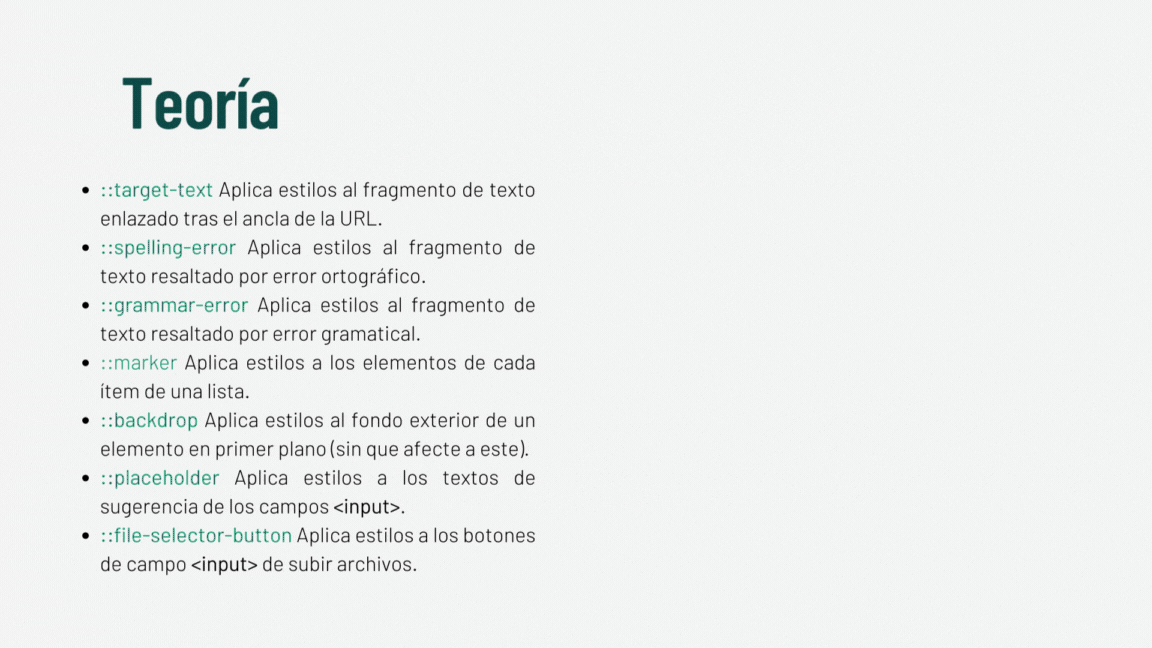 Teoría
::target-text Aplica estilos al fragmento de texto
enlazado tras el ancla de la URL.
::spelling-error Aplica estilos al fragmento de
texto resaltado por error ortográfico.
::grammar-error Aplica estilos al fragmento de
texto resaltado por error gramatical.
::marker Aplica estilos a los elementos de cada
ítem de una lista.
::backdrop Aplica estilos al fondo exterior de un
elemento en primer plano (sin que afecte a este).
::placeholder Aplica estilos a los textos de
sugerencia de los campos <input>.
::file-selector-button Aplica estilos a los botones
de campo <input> de subir archivos.